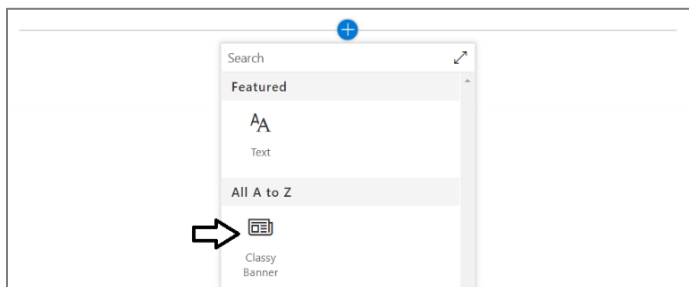 Search
Featured
Text
All A to Z
Classy
Banner